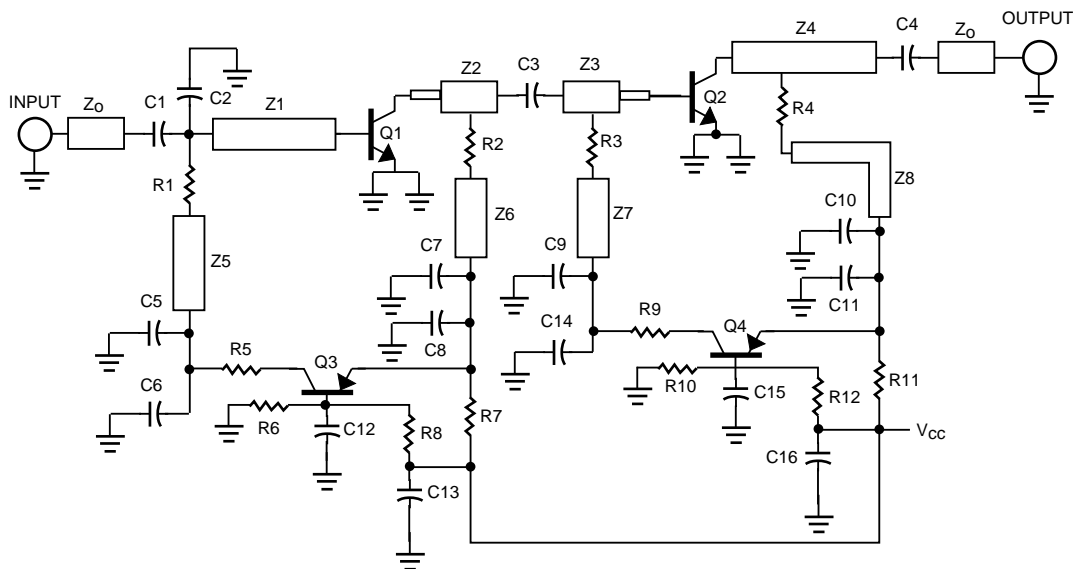 OUTPUT
Z4
C4
Zo
Z2
C3
Z3
INPUT
Zo
C1
C2
Z1
Q1
Q2
R4
R1
R2
R3
Z8
C10
Z5
Z6
Z7
C7
C9
C11
C5
C8
C14
R9
Q4
C6
R5
Q3
R7
R10
C15
R12
R11
R6
C12
R8
VCC
C16
C13